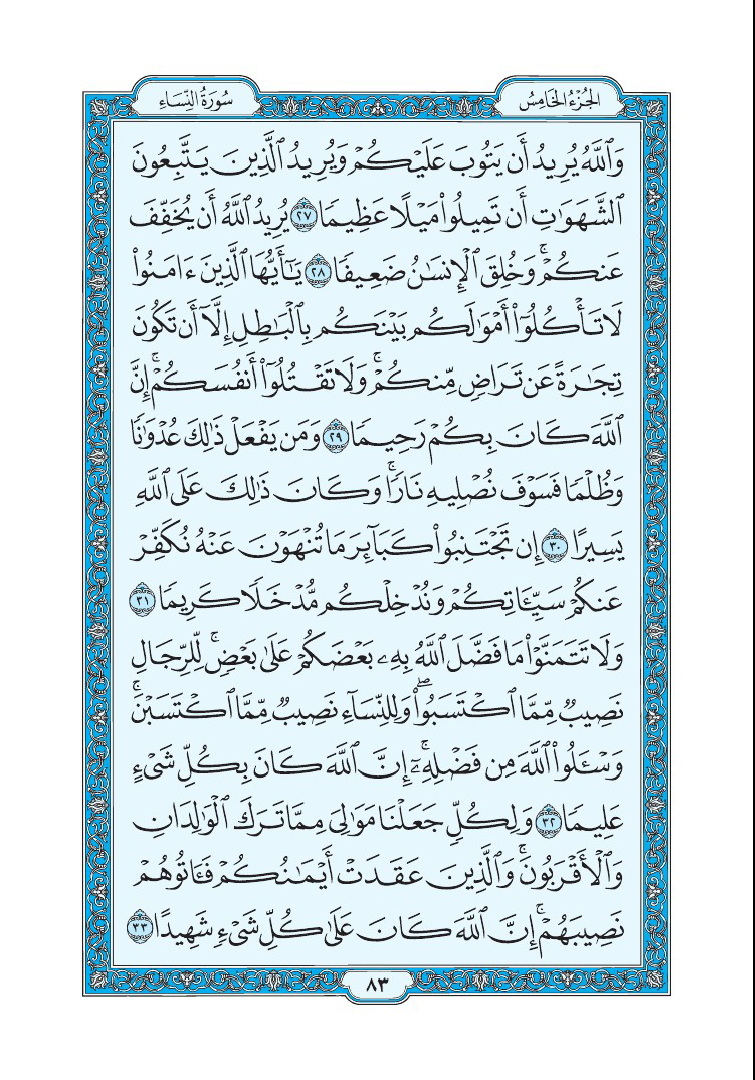 الجُزْءُ الخَامِسُ
سُورَةُ النِّسَاءِ
وَٱللَّهُ يُرِيدُ أَن يَتُوبَ عَلَيْكُمْ وَيُرِيدُ ٱلَّذِينَ يَتَّبِعُونَ
ٱلشَّهَوَٰتِ أَن تَمِيلُوا۟ مَيْلًا عَظِيمًا ٢٧ يُرِيدُ ٱللَّهُ أَن يُخَفِّفَ
عَنكُمْ ۚ وَخُلِقَ ٱلْإِنسَٰنُ ضَعِيفًا ٢٨ يَٰٓأَيُّهَا ٱلَّذِينَ ءَامَنُوا۟
لَا تَأْكُلُوٓا۟ أَمْوَٰلَكُم بَيْنَكُم بِٱلْبَٰطِلِ إِلَّآ أَن تَكُونَ
تِجَٰرَةً عَن تَرَاضٍ مِّنكُمْ ۚ وَلَا تَقْتُلُوٓا۟ أَنفُسَكُمْ ۚ إِنَّ
ٱللَّهَ كَانَ بِكُمْ رَحِيمًا ٢٩ وَمَن يَفْعَلْ ذَٰلِكَ عُدْوَٰنًا
وَظُلْمًا فَسَوْفَ نُصْلِيهِ نَارًا ۚ وَكَانَ ذَٰلِكَ عَلَى ٱللَّهِ
يَسِيرًا ٣٠ إِن تَجْتَنِبُوا۟ كَبَآئِرَ مَا تُنْهَوْنَ عَنْهُ نُكَفِّرْ
عَنكُمْ سَيِّـَٔاتِكُمْ وَنُدْخِلْكُم مُّدْخَلًا كَرِيمًا ٣١
وَلَا تَتَمَنَّوْا۟ مَا فَضَّلَ ٱللَّهُ بِهِۦ بَعْضَكُمْ عَلَىٰ بَعْضٍ ۚ لِّلرِّجَالِ
نَصِيبٌ مِّمَّا ٱكْتَسَبُوا۟ ۖ وَلِلنِّسَآءِ نَصِيبٌ مِّمَّا ٱكْتَسَبْنَ ۚ
وَسْـَٔلُوا۟ ٱللَّهَ مِن فَضْلِهِۦٓ ۗ إِنَّ ٱللَّهَ كَانَ بِكُلِّ شَىْءٍ
عَلِيمًا ٣٢ وَلِكُلٍّ جَعَلْنَا مَوَٰلِىَ مِمَّا تَرَكَ ٱلْوَٰلِدَانِ
وَٱلْأَقْرَبُونَ ۚ وَٱلَّذِينَ عَقَدَتْ أَيْمَٰنُكُمْ فَـَٔاتُوهُمْ
نَصِيبَهُمْ ۚ إِنَّ ٱللَّهَ كَانَ عَلَىٰ كُلِّ شَىْءٍ شَهِيدًا ٣٣
٨٣